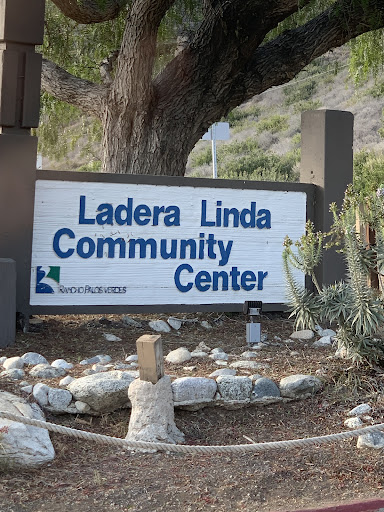 Ladera Linda
Community
Center
RANCHO PALOS VERDES